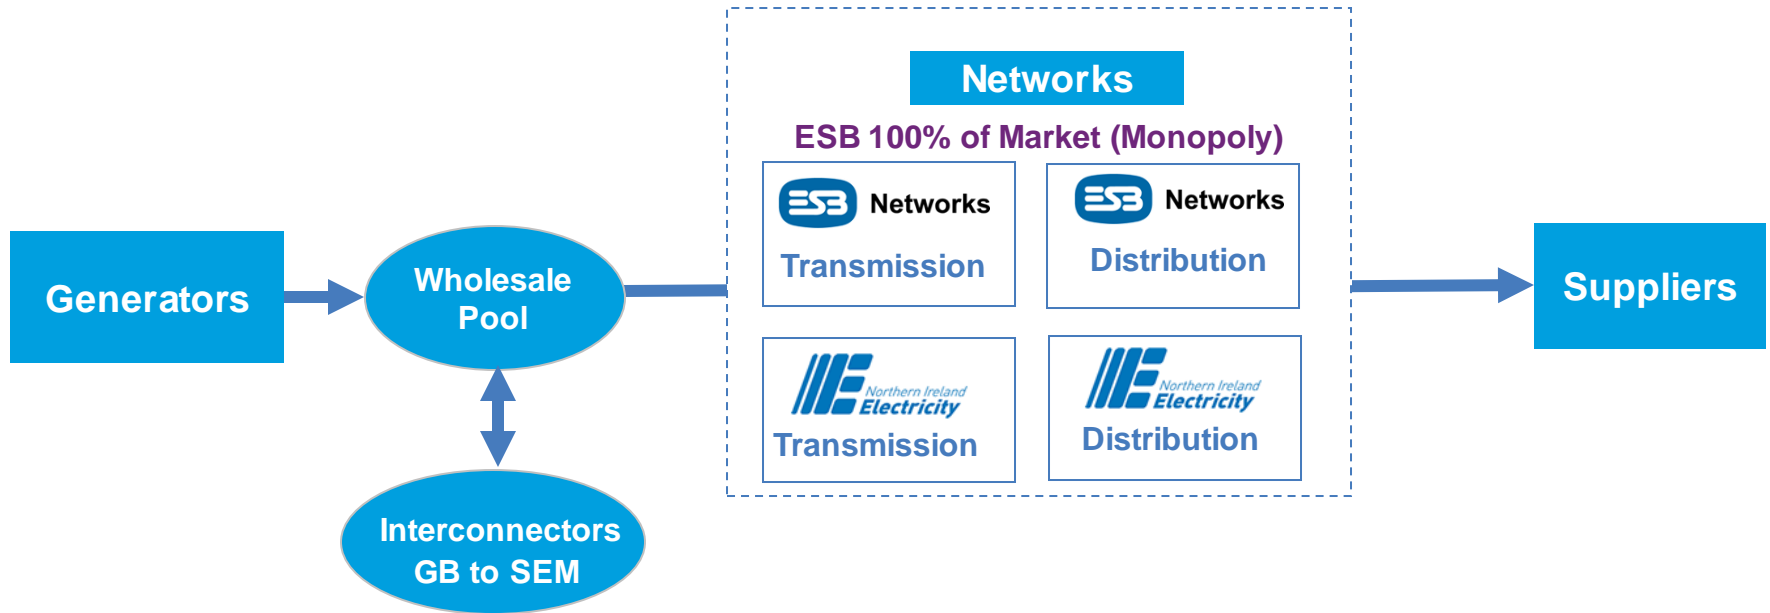 Networks
ESB 100% of Market (Monopoly)
ESB Networks
Transmission
ESB Networks
Distribution
Generators
Wholesale
Pool
Suppliers
Northern Ireland
Electricity
Transmission
Northern Ireland
Electricity
Distribution
Interconnectors
GB to SEM